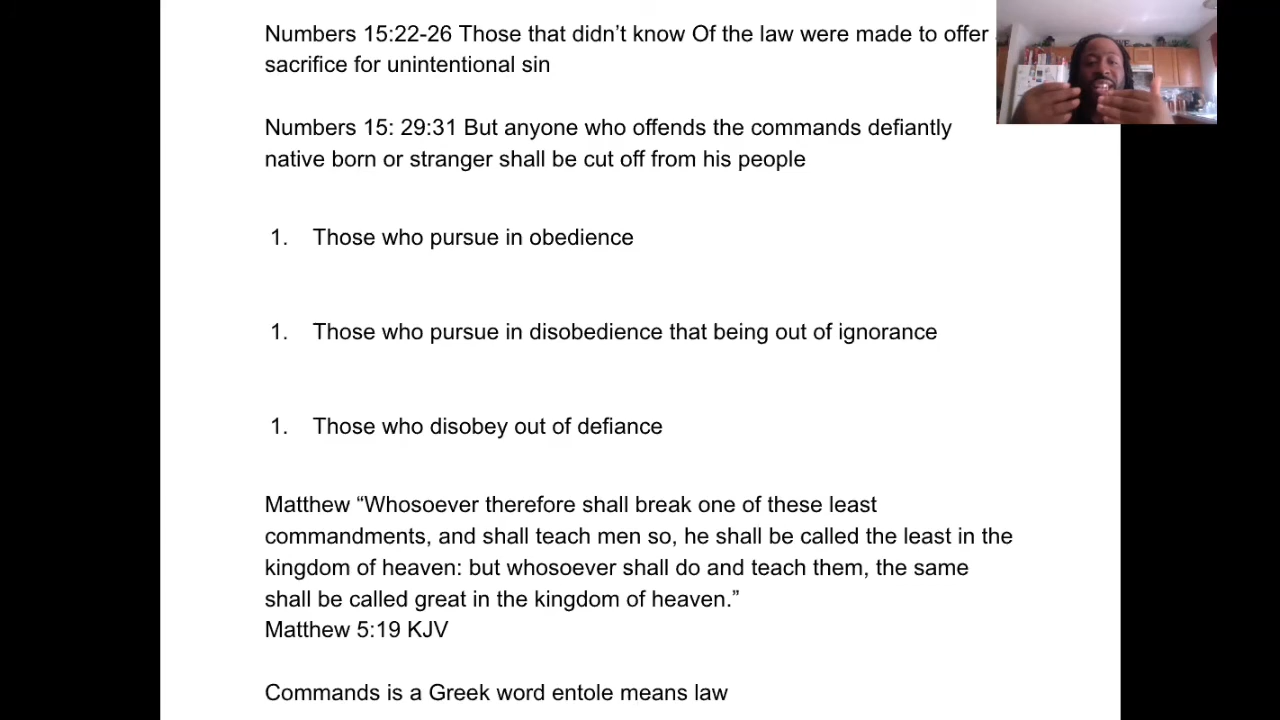 Numbers 15:22-26 Those that didn’t know Of the law were made to offer
sacrifice for unintentional sin
Numbers 15: 29:31 But anyone who offends the commands defiantly
native born or stranger shall be cut off from his people
1. Those who pursue in obedience
1. Those who pursue in disobedience that being out of ignorance
1. Those who disobey out of defiance
Matthew “Whosoever therefore shall break one of these least
commandments, and shall teach men so, he shall be called the least in the
kingdom of heaven: but whosoever shall do and teach them, the same
shall be called great in the kingdom of heaven.”
Matthew 5:19 KJV
Commands is a Greek word entole means law